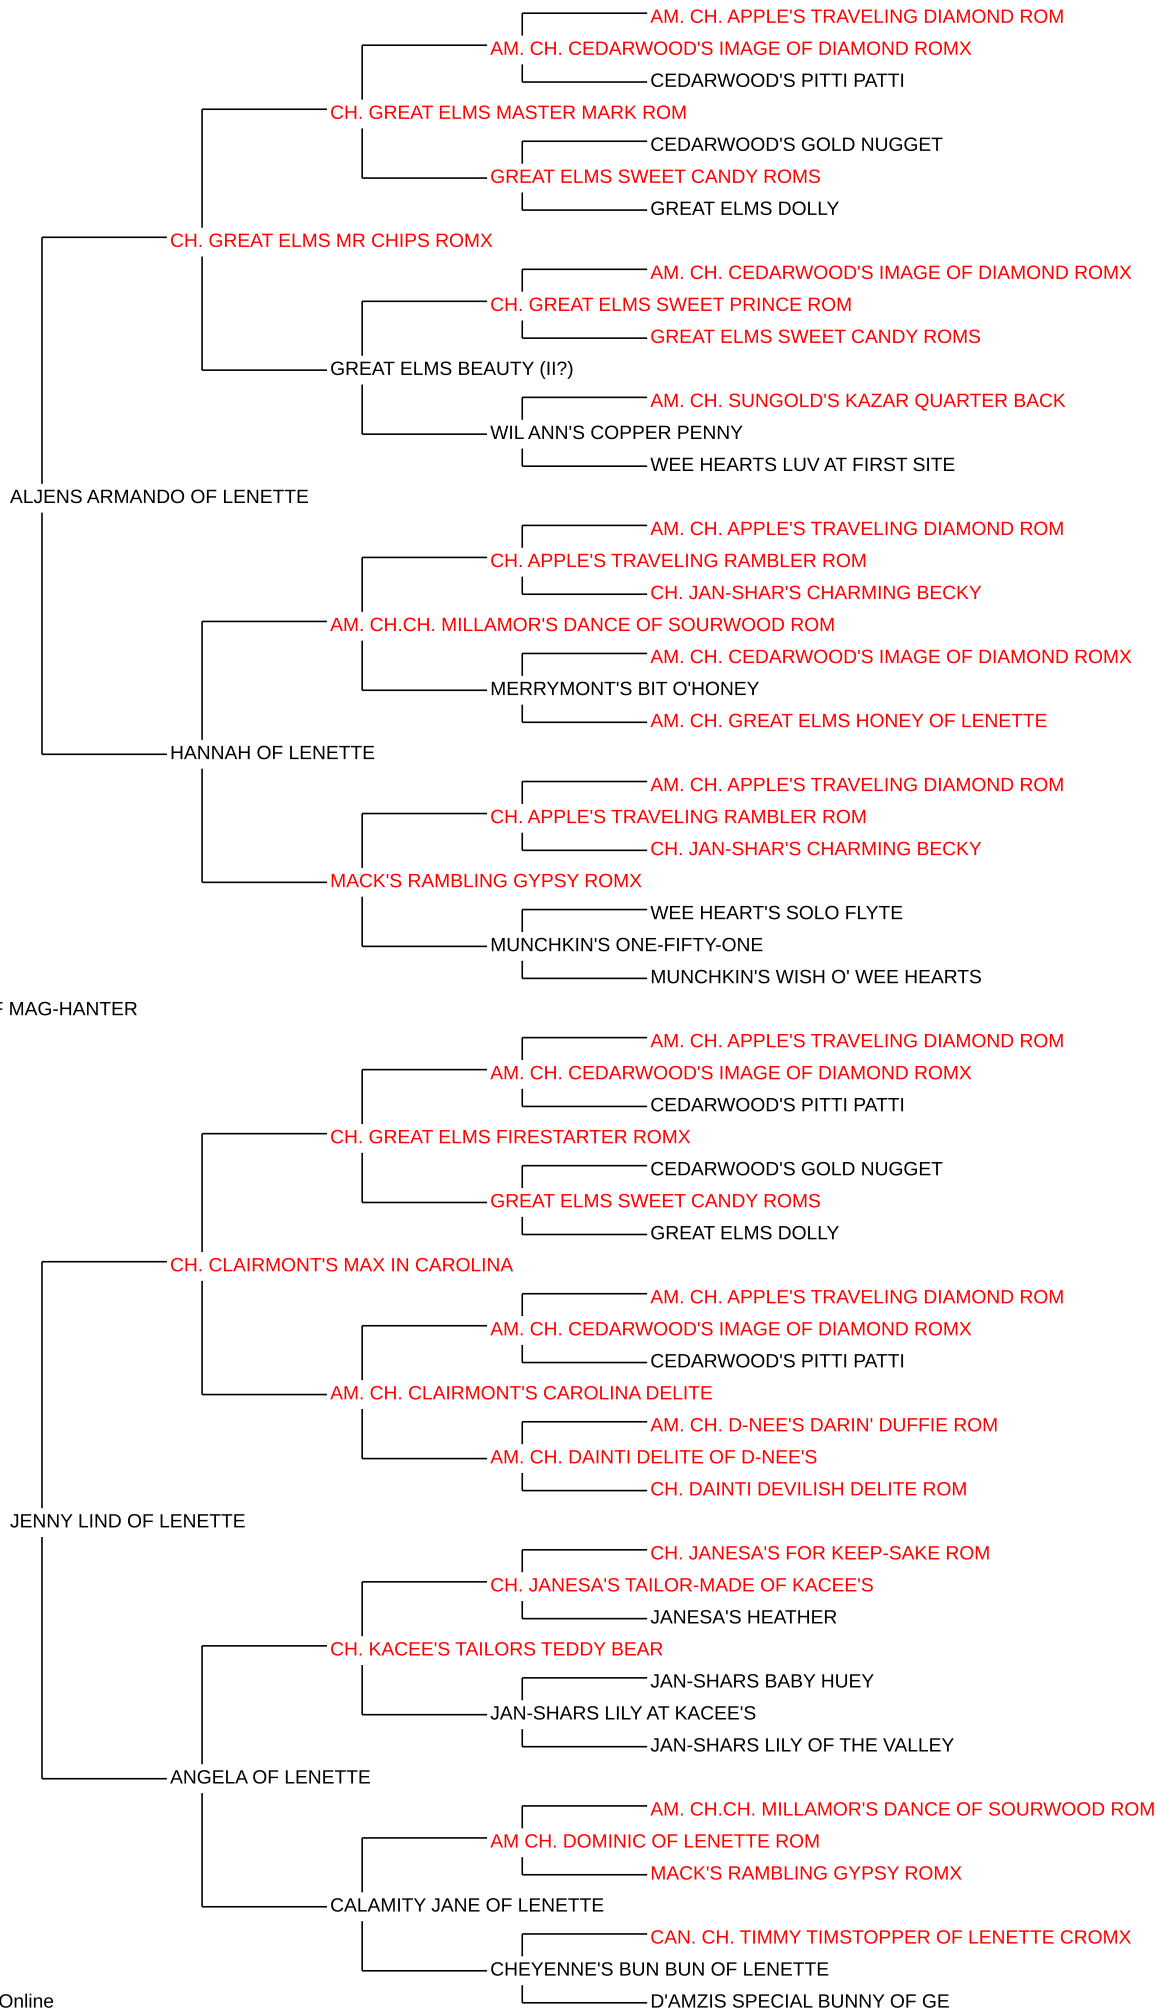 AM. CH. APPLE'S TRAVELING DIAMOND ROM
AM. CH. CEDARWOOD'S IMAGE OF DIAMOND ROMX
CEDARWOOD'S PITTI PATTI
CH. GREAT ELMS MASTER MARK ROM
CEDARWOOD'S GOLD NUGGET
GREAT ELMS SWEET CANDY ROMS
GREAT ELMS DOLLY
CH. GREAT ELMS MR CHIPS ROMX
AM. CH. CEDARWOOD'S IMAGE OF DIAMOND ROMX
CH. GREAT ELMS SWEET PRINCE ROM
GREAT ELMS SWEET CANDY ROMS
GREAT ELMS BEAUTY (II?)
AM. CH. SUNGOLD'S KAZAR QUARTER BACK
WIL ANN'S COPPER PENNY
WEE HEARTS LUV AT FIRST SITE
ALJENS ARMANDO OF LENETTE
AM. CH. APPLE'S TRAVELING DIAMOND ROM
CH. APPLE'S TRAVELING RAMBLER ROM
CH. JAN-SHAR'S CHARMING BECKY
AM. CH.CH. MILLAMOR'S DANCE OF SOURWOOD ROM
AM. CH. CEDARWOOD'S IMAGE OF DIAMOND ROMX
MERRYMONT'S BIT O'HONEY
AM. CH. GREAT ELMS HONEY OF LENETTE
HANNAH OF LENETTE
AM. CH. APPLE'S TRAVELING DIAMOND ROM
CH. APPLE'S TRAVELING RAMBLER ROM
CH. JAN-SHAR'S CHARMING BECKY
MACK'S RAMBLING GYPSY ROMX
WEE HEART'S SOLO FLYTE
MUNCHKIN'S ONE-FIFTY-ONE
MUNCHKIN'S WISH O' WEE HEARTS
MAG-HANTER
AM. CH. APPLE'S TRAVELING DIAMOND ROM
AM. CH. CEDARWOOD'S IMAGE OF DIAMOND ROMX
CEDARWOOD'S PITTI PATTI
CH. GREAT ELMS FIRESTARTER ROMX
CEDARWOOD'S GOLD NUGGET
GREAT ELMS SWEET CANDY ROMS
GREAT ELMS DOLLY
CH. CLAIRMONT'S MAX IN CAROLINA
AM. CH. APPLE'S TRAVELING DIAMOND ROM
AM. CH. CEDARWOOD'S IMAGE OF DIAMOND ROMX
CEDARWOOD'S PITTI PATTI
AM. CH. CLAIRMONT'S CAROLINA DELITE
AM. CH. D-NEE'S DARIN' DUFFIE ROM
AM. CH. DAINTI DELITE OF D-NEE'S
CH. DAINTI DEVILISH DELITE ROM
JENNY LIND OF LENETTE
CH. JANESA'S FOR KEEP-SAKE ROM
CH. JANESA'S TAILOR-MADE OF KACEE'S
JANESA'S HEATHER
CH. KACEE'S TAILORS TEDDY BEAR
JAN-SHARS BABY HUEY
JAN-SHARS LILY AT KACEE'S
JAN-SHARS LILY OF THE VALLEY
ANGELA OF LENETTE
AM. CH.CH. MILLAMOR'S DANCE OF SOURWOOD ROM
AM CH. DOMINIC OF LENETTE ROM
MACK'S RAMBLING GYPSY ROMX
CALAMITY JANE OF LENETTE
CAN. CH. TIMMY TIMSTOPPER OF LENETTE CROMX
CHEYENNE'S BUN BUN OF LENETTE
D'AMZIS SPECIAL BUNNY OF GE
Online